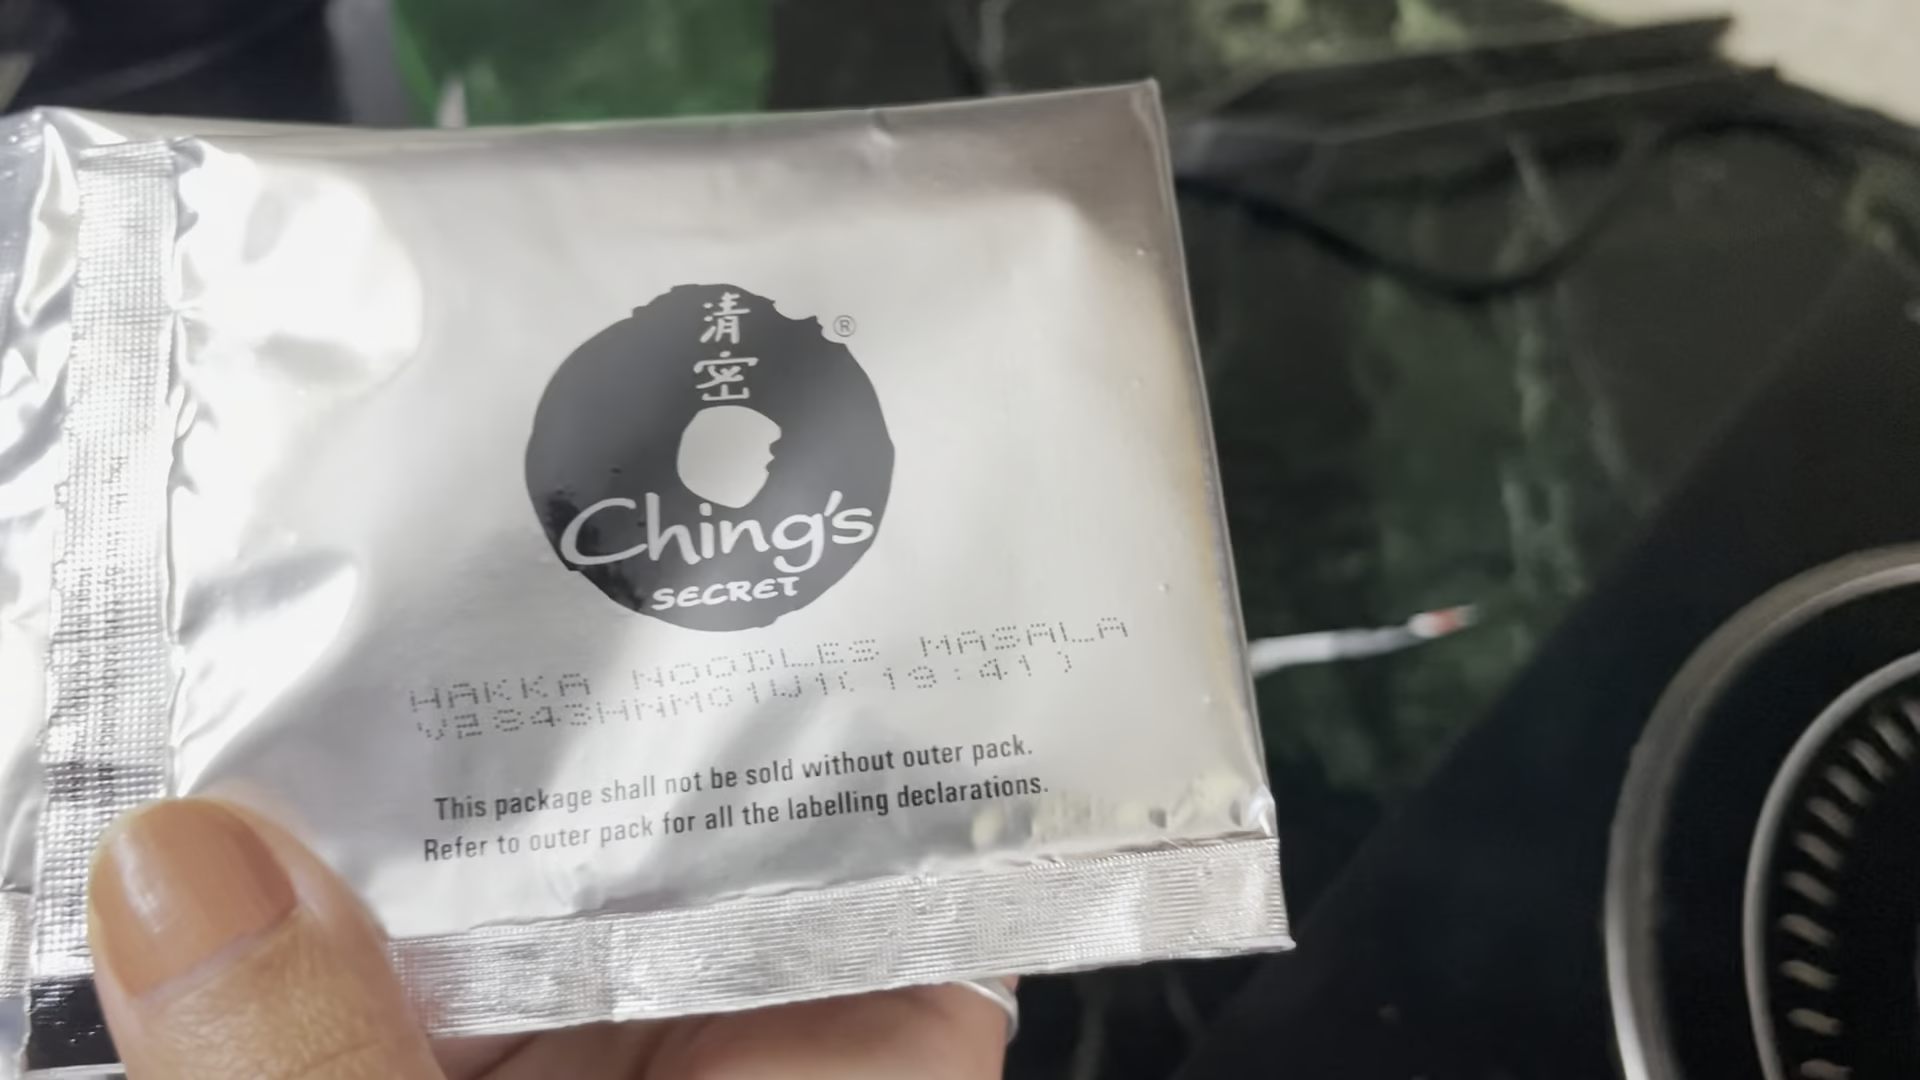 清
密
®
Ching's
SECRET
HAKKA NOODLES MASALA
This package shall not be sold without outer pack.
Refer to outer pack for all the labelling declarations.